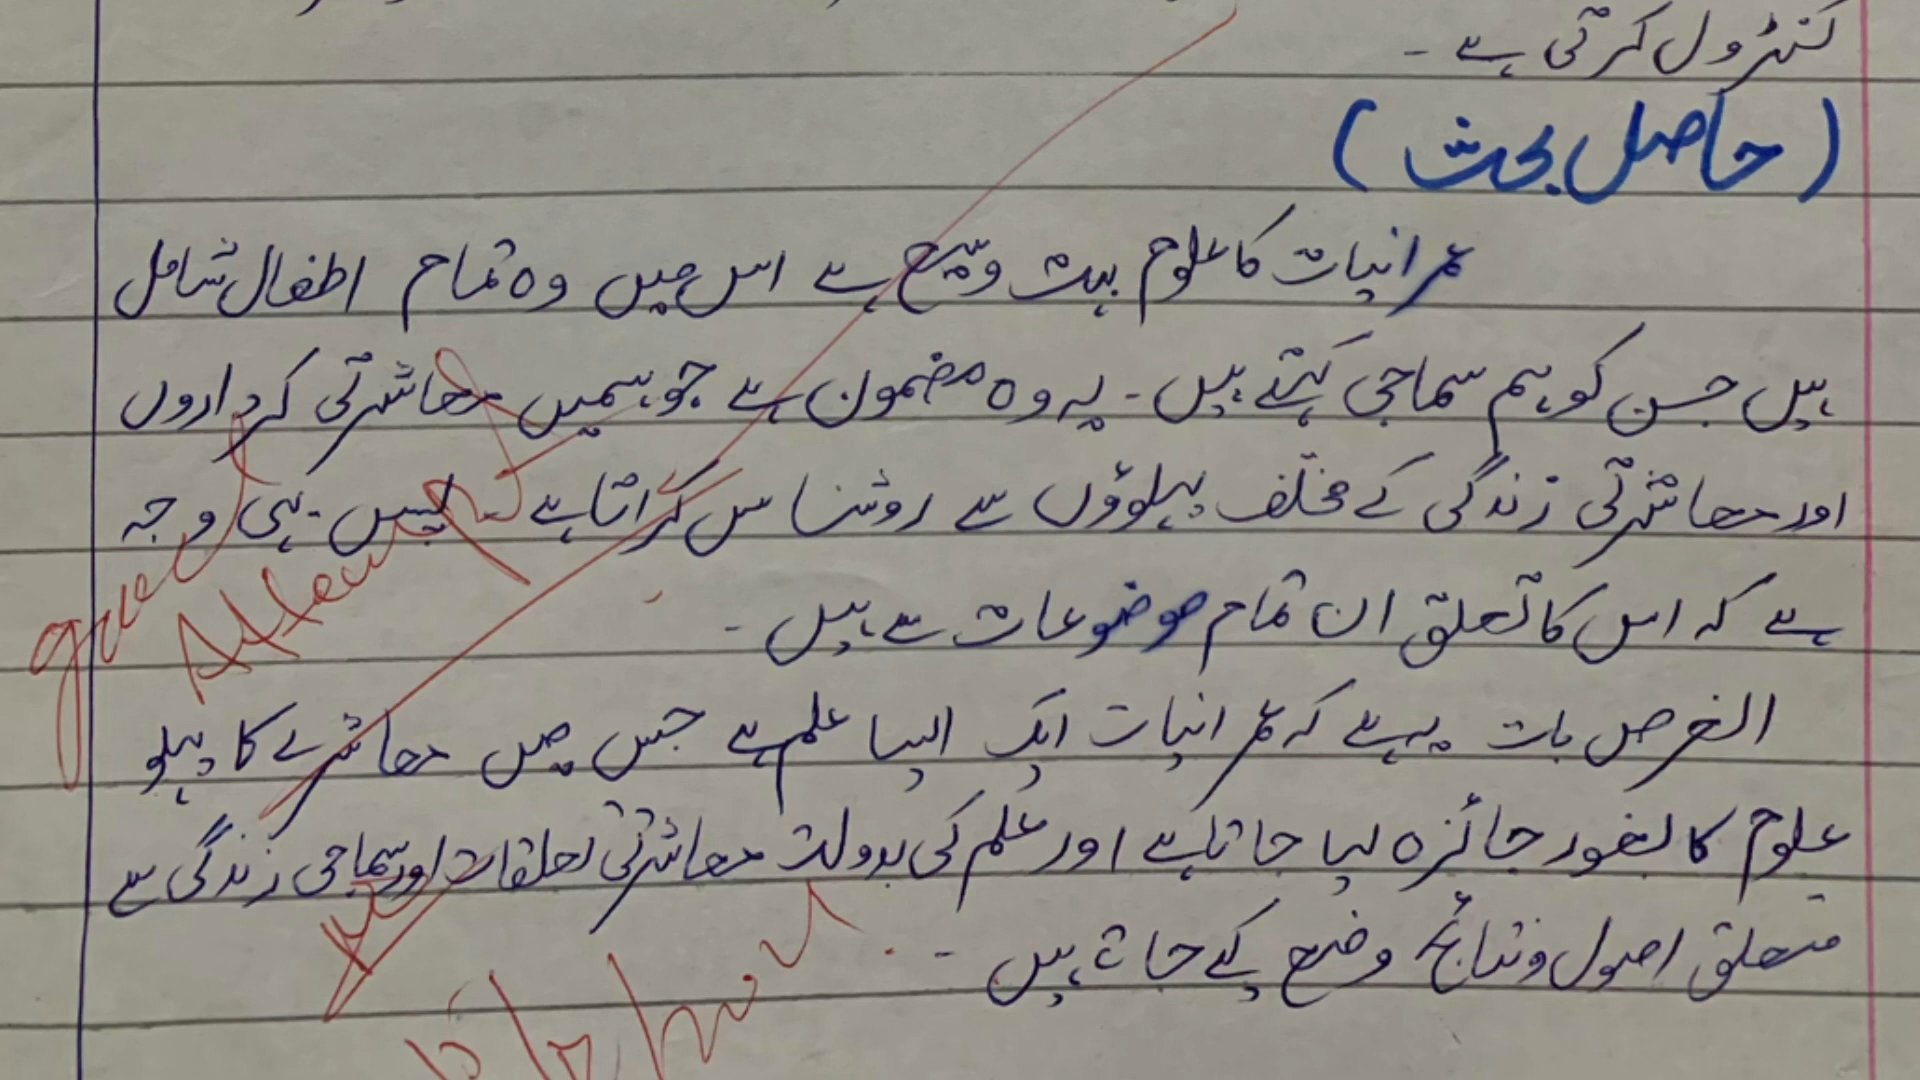 کنٹرول کرتی ہے ۔
(حاصل بحث)
عمرانیات کا علوم بہت وسیع ہے اس میں وہ تمام اطفال شامل
ہیں جس کو ہم سماجی کہتے ہیں ۔ یہ وہ مضمون ہے جو ہمیں معاشرتی کرداروں
اور معاشرتی زندگی کے مختلف پہلوؤں سے روشناس کراتا ہے ۔ پس یہی وجہ
ہے کہ اس کا تعلق ان تمام موضوعات سے ہیں ۔
الغرض بات یہ ہے کہ عمرانیات ایک ایسا علم ہے جس میں معاشرے کا پہلو
علوم کا بغور جائزہ لیا جاتا ہے اور علم کی بدولت معاشرتی تعلقات اور سماجی زندگی سے
متعلق اصول و نتائج وضع کیے جاتے ہیں ۔
good
Attempt